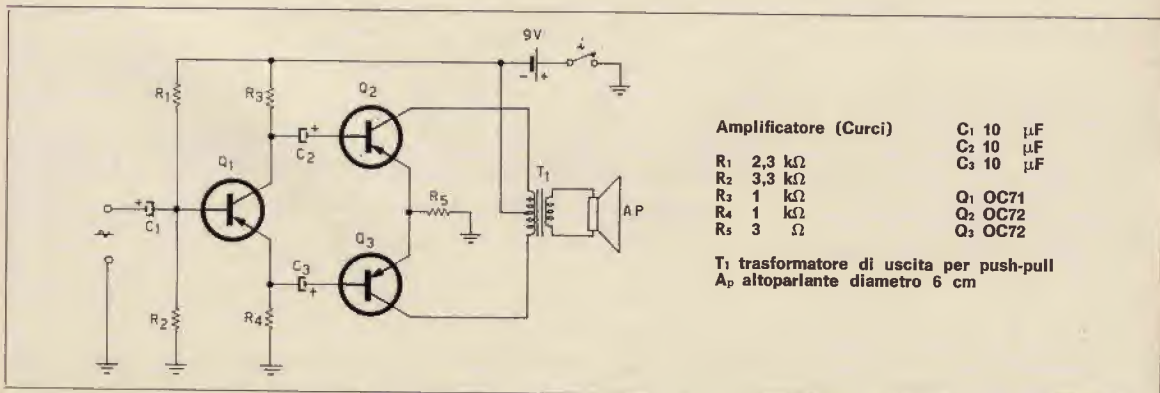 9V
i
- +
R1
R3
Q2
+
C2
Q1
T1
+
C1
R5
AP
Q3
C3
+
R2
R4
Amplificatore (Curci)
R1 2,3 kΩ
R2 3,3 kΩ
R3 1 kΩ
R4 1 kΩ
R5 3 Ω
C1 10 µF
C2 10 µF
C3 10 µF
Q1 OC71
Q2 OC72
Q3 OC72
T1 trasformatore di uscita per push-pull
Ap altoparlante diametro 6 cm